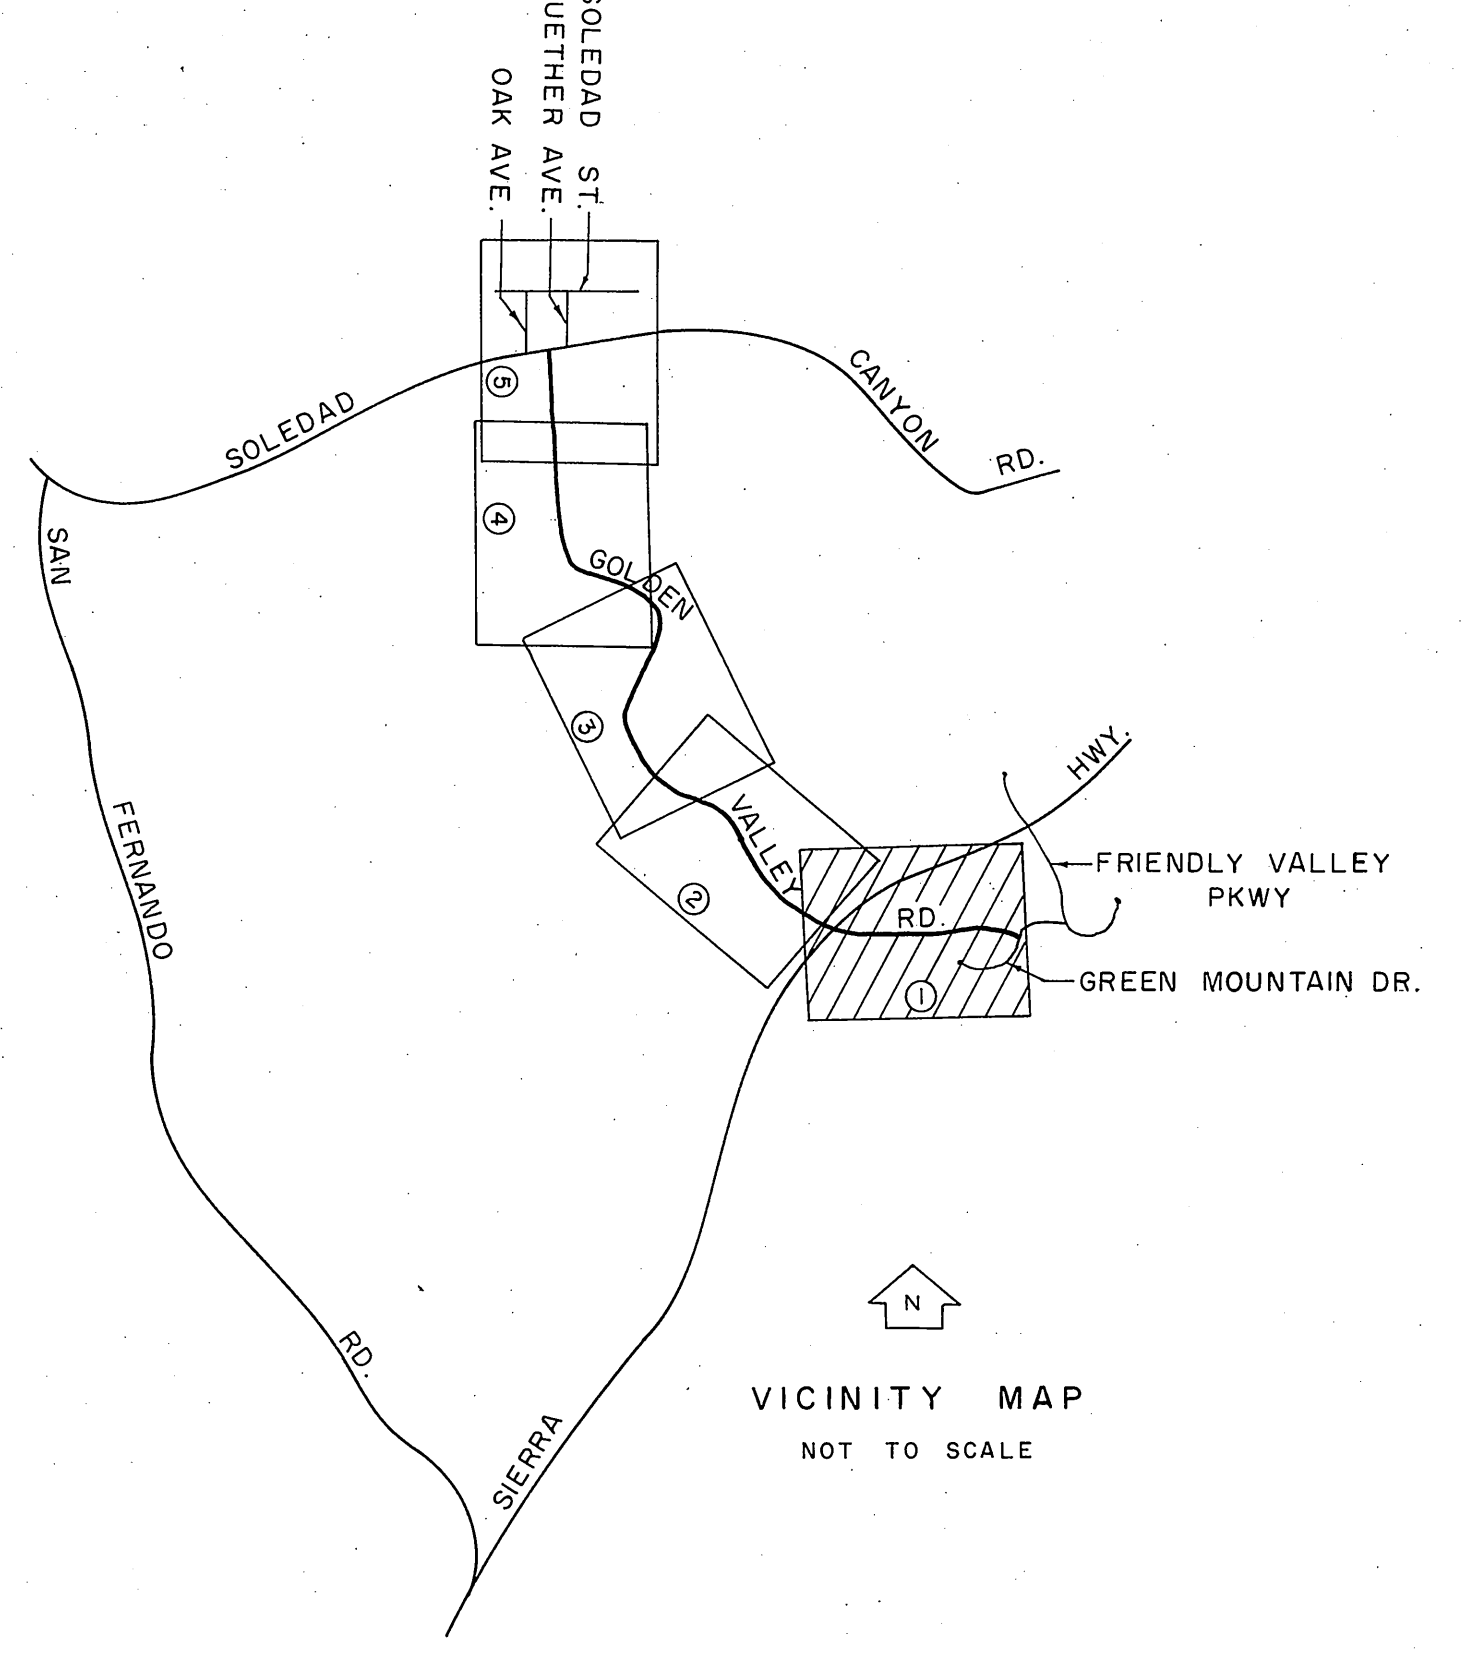 SOLEDAD ST.
UETHER AVE.
OAK AVE.
SOLEDAD
CANYON
RD.
5
4
GOLDEN
SAN
3
HWY.
VALLEY
FERNANDO
FRIENDLY VALLEY
PKWY
2
RD.
GREEN MOUNTAIN DR.
1
N
RD.
VICINITY MAP
NOT TO SCALE
SIERRA